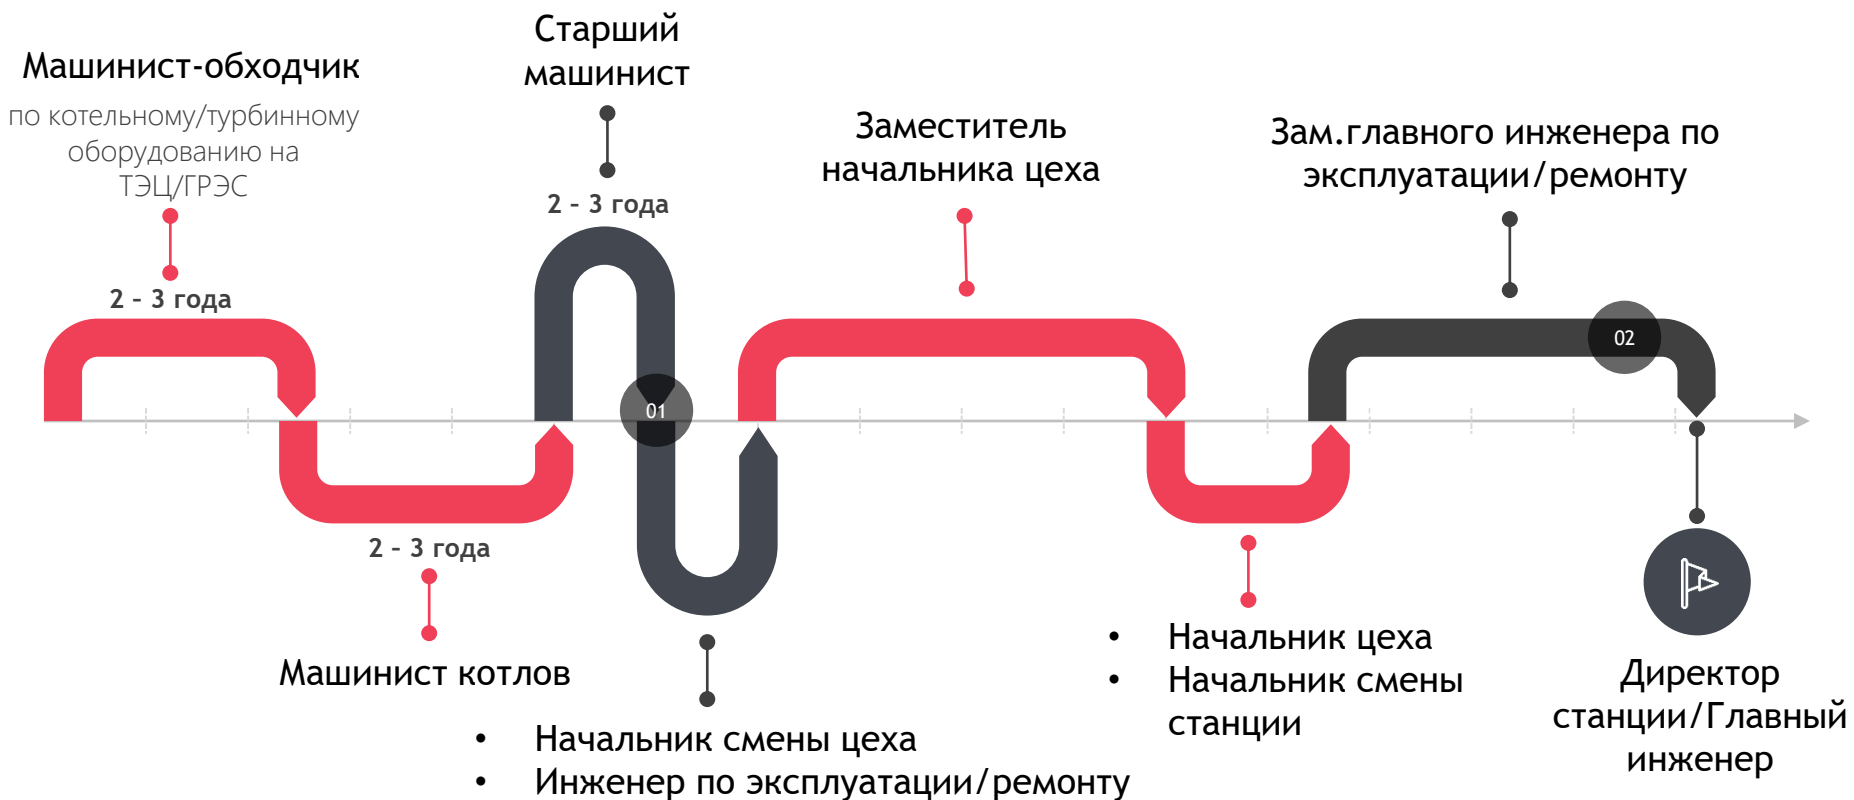 Машинист-обходчик
по котельному/турбинному
оборудованию на
ТЭЦ/ГРЭС
2 – 3 года
2 – 3 года
Машинист котлов
Старший
машинист
2 – 3 года
01
• Начальник смены цеха
• Инженер по эксплуатации/ремонту
Заместитель
начальника цеха
• Начальник цеха
• Начальник смены
станции
Зам.главного инженера по
эксплуатации/ремонту
02
Директор
станции/Главный
инженер